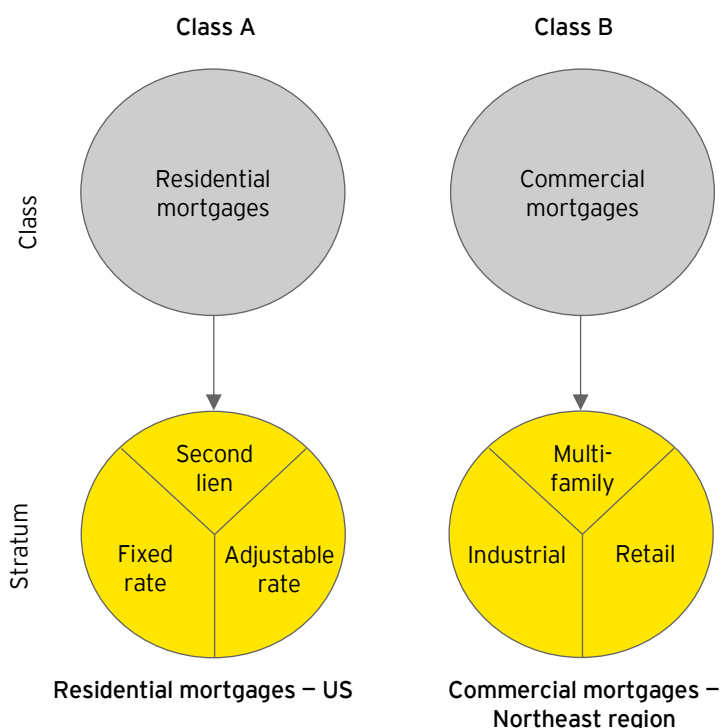 Class A
Class B
Class
Residential
mortgages
Commercial
mortgages
Stratum
Second
lien
Fixed
rate
Adjustable
rate
Multi-
family
Industrial
Retail
Residential mortgages – US
Commercial mortgages –
Northeast region